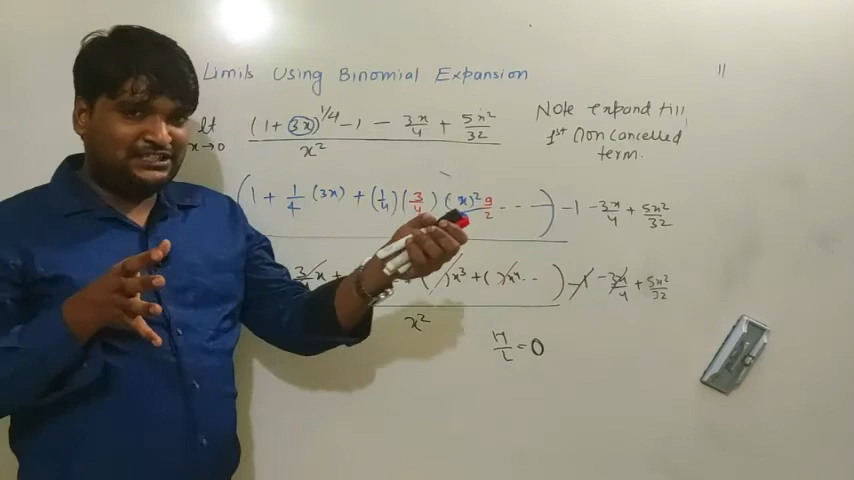 Limits Using Binomial Expansion
11
lt x→0 ((1 + 3x)^1/4 - 1 - 3x/4 + 5x²/32) / x²
Note expand till
1st Non cancelled
term.
(1 + 1/4 (3x) + (1/4)(3/4) (x)² 9/2 - - - ) - 1 - 3x/4 + 5x²/32
3/4 x + ( )x³ + ( )x⁴ - - ) - 1 - 3x/4 + 5x²/32
x²
H/L = 0